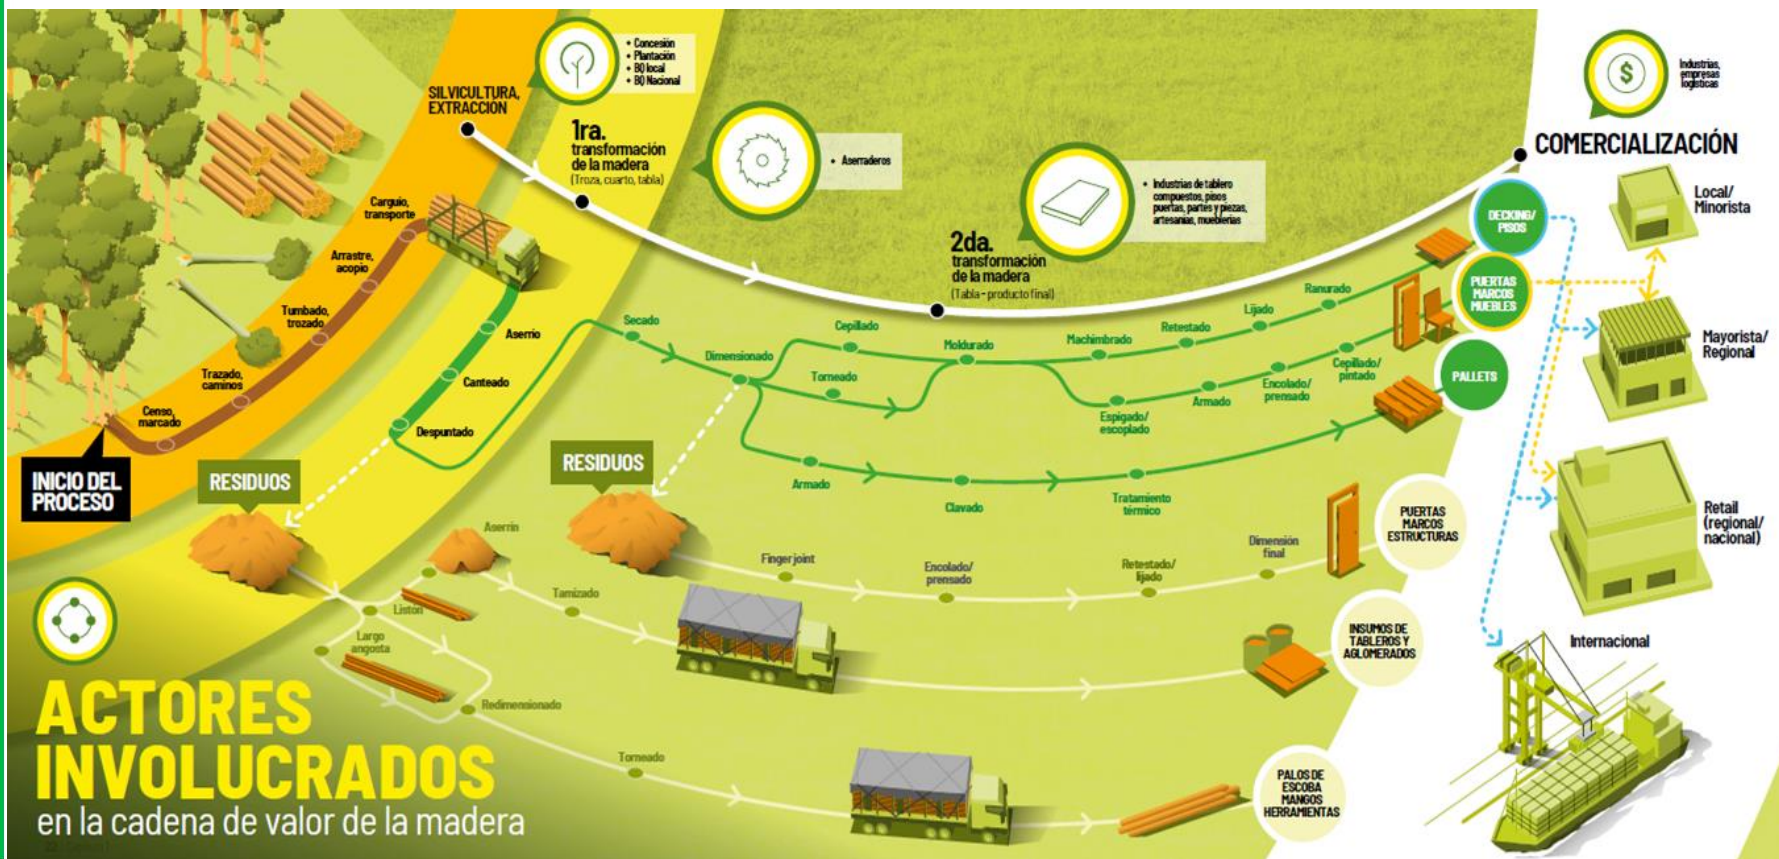 SILVICULTURA,
EXTRACCIÓN
• Concesión
• Plantación
• BQ local
• BQ Nacional
1ra.
transformación
de la madera
(Troza, cuarto, tabla)
• Aserraderos
2da.
transformación
de la madera
(Tabla - producto final)
• Industrias de tablero
compuestos, pisos
puertas, partes y piezas,
artesanías, mueblerías
Industrias,
empresas
logísticas
COMERCIALIZACIÓN
Local/
Minorista
Mayorista/
Regional
Retail
(regional/
nacional)
Internacional
INICIO DEL
PROCESO
Censo,
marcado
Trazado,
caminos
Tumbado,
trozado
Arrastre,
acopio
Carguío,
transporte
Aserrío
Canteado
Despuntado
Secado
Dimensionado
Cepillado
Torneado
Moldurado
Machimbrado
Retestado
Lijado
Ranurado
DECKING/
PISOS
Espigado/
escoplado
Armado
Encolado/
prensado
Cepillado/
pintado
PUERTAS
MARCOS
MUEBLES
Armado
Clavado
Tratamiento
térmico
PALLETS
RESIDUOS
RESIDUOS
Finger joint
Encolado/
prensado
Retestado/
lijado
Dimensión
final
PUERTAS
MARCOS
ESTRUCTURAS
Aserrín
Tamizado
INSUMOS DE
TABLEROS Y
AGLOMERADOS
Listón
Largo
angosta
Redimensionado
Torneado
PALOS DE
ESCOBA
MANGOS
HERRAMIENTAS
ACTORES
INVOLUCRADOS
en la cadena de valor de la madera